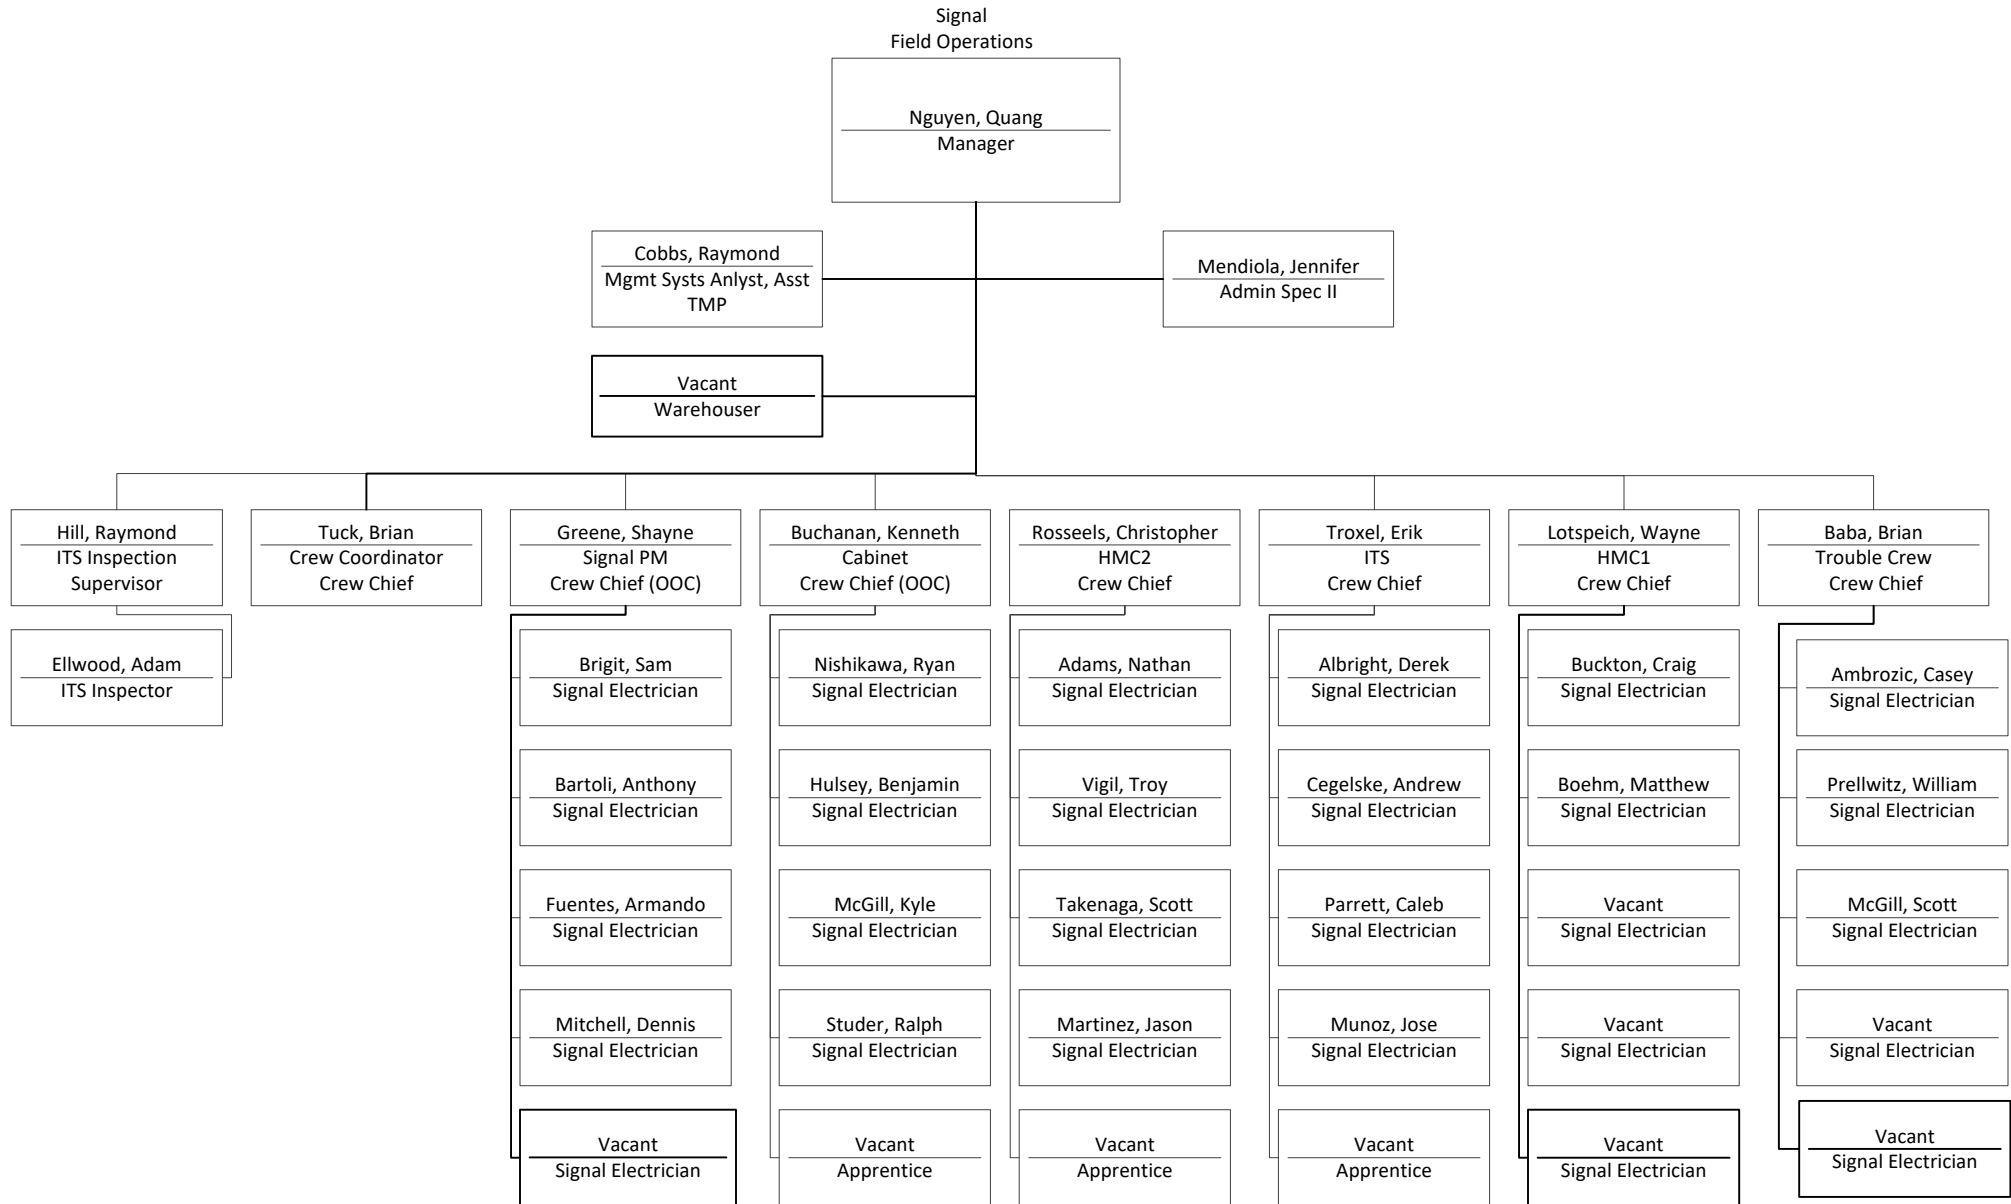 Signal
Field Operations
Nguyen, Quang
Manager
Cobbs, Raymond
Mgmt Systs Anlyst, Asst
TMP
Mendiola, Jennifer
Admin Spec II
Vacant
Warehouser
Hill, Raymond
ITS Inspection
Supervisor
Tuck, Brian
Crew Coordinator
Crew Chief
Greene, Shayne
Signal PM
Crew Chief (OOC)
Buchanan, Kenneth
Cabinet
Crew Chief (OOC)
Rosseels, Christopher
HMC2
Crew Chief
Troxel, Erik
ITS
Crew Chief
Lotspeich, Wayne
HMC1
Crew Chief
Baba, Brian
Trouble Crew
Crew Chief
Ellwood, Adam
ITS Inspector
Brigit, Sam
Signal Electrician
Nishikawa, Ryan
Signal Electrician
Adams, Nathan
Signal Electrician
Albright, Derek
Signal Electrician
Buckton, Craig
Signal Electrician
Ambrozic, Casey
Signal Electrician
Bartoli, Anthony
Signal Electrician
Hulsey, Benjamin
Signal Electrician
Vigil, Troy
Signal Electrician
Cegelske, Andrew
Signal Electrician
Boehm, Matthew
Signal Electrician
Prellwitz, William
Signal Electrician
Fuentes, Armando
Signal Electrician
McGill, Kyle
Signal Electrician
Takenaga, Scott
Signal Electrician
Parrett, Caleb
Signal Electrician
Vacant
Signal Electrician
McGill, Scott
Signal Electrician
Mitchell, Dennis
Signal Electrician
Studer, Ralph
Signal Electrician
Martinez, Jason
Signal Electrician
Munoz, Jose
Signal Electrician
Vacant
Signal Electrician
Vacant
Signal Electrician
Vacant
Signal Electrician
Vacant
Apprentice
Vacant
Apprentice
Vacant
Apprentice
Vacant
Signal Electrician
Vacant
Signal Electrician